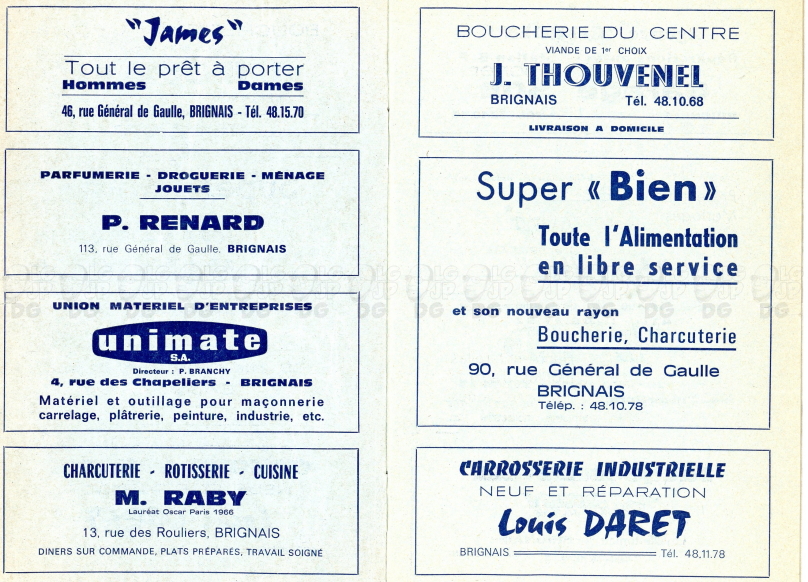 "James"
Tout le prêt à porter
Hommes Dames
46, rue Général de Gaulle, BRIGNAIS - Tél. 48.15.70
PARFUMERIE - DROGUERIE - MÉNAGE
JOUETS
P. RENARD
113, rue Général de Gaulle. BRIGNAIS
UNION MATERIEL D'ENTREPRISES
unimate
S.A.
Directeur : P. BRANCHY
4, rue des Chapeliers - BRIGNAIS
Matériel et outillage pour maçonnerie
carrelage, plâtrerie, peinture, industrie, etc.
CHARCUTERIE - ROTISSERIE - CUISINE
M. RABY
Lauréat Oscar Paris 1966
13, rue des Rouliers, BRIGNAIS
DINERS SUR COMMANDE, PLATS PRÉPARÉS, TRAVAIL SOIGNÉ
BOUCHERIE DU CENTRE
VIANDE DE 1er CHOIX
J. THOUVENEL
BRIGNAIS Tél. 48.10.68
LIVRAISON A DOMICILE
Super « Bien »
Toute l'Alimentation
en libre service
et son nouveau rayon
Boucherie, Charcuterie
90, rue Général de Gaulle
BRIGNAIS
Télép. : 48.10.78
CARROSSERIE INDUSTRIELLE
NEUF ET RÉPARATION
Louis DARET
BRIGNAIS Tél. 48.11.78